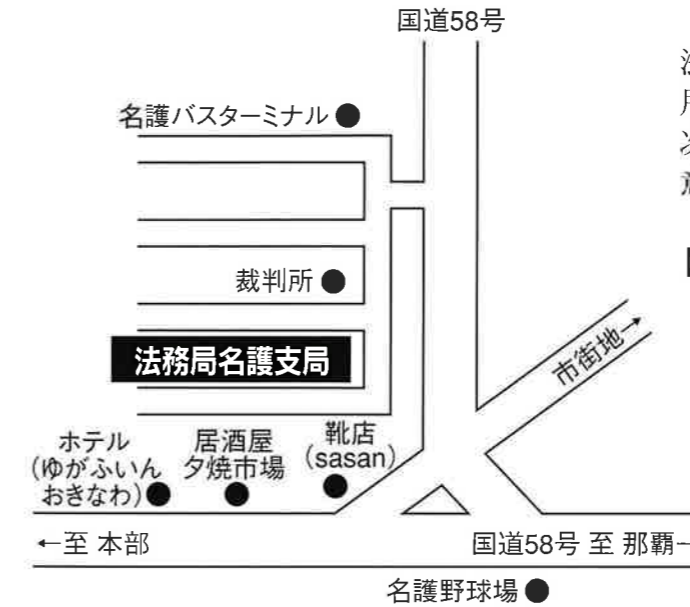 国道58号
名護バスターミナル
裁判所
法務局名護支局
市街地→
ホテル
(ゆがふいん
おきなわ)
居酒屋
夕焼市場
靴店
(sasan)
←至 本部
国道58号 至 那覇
名護野球場